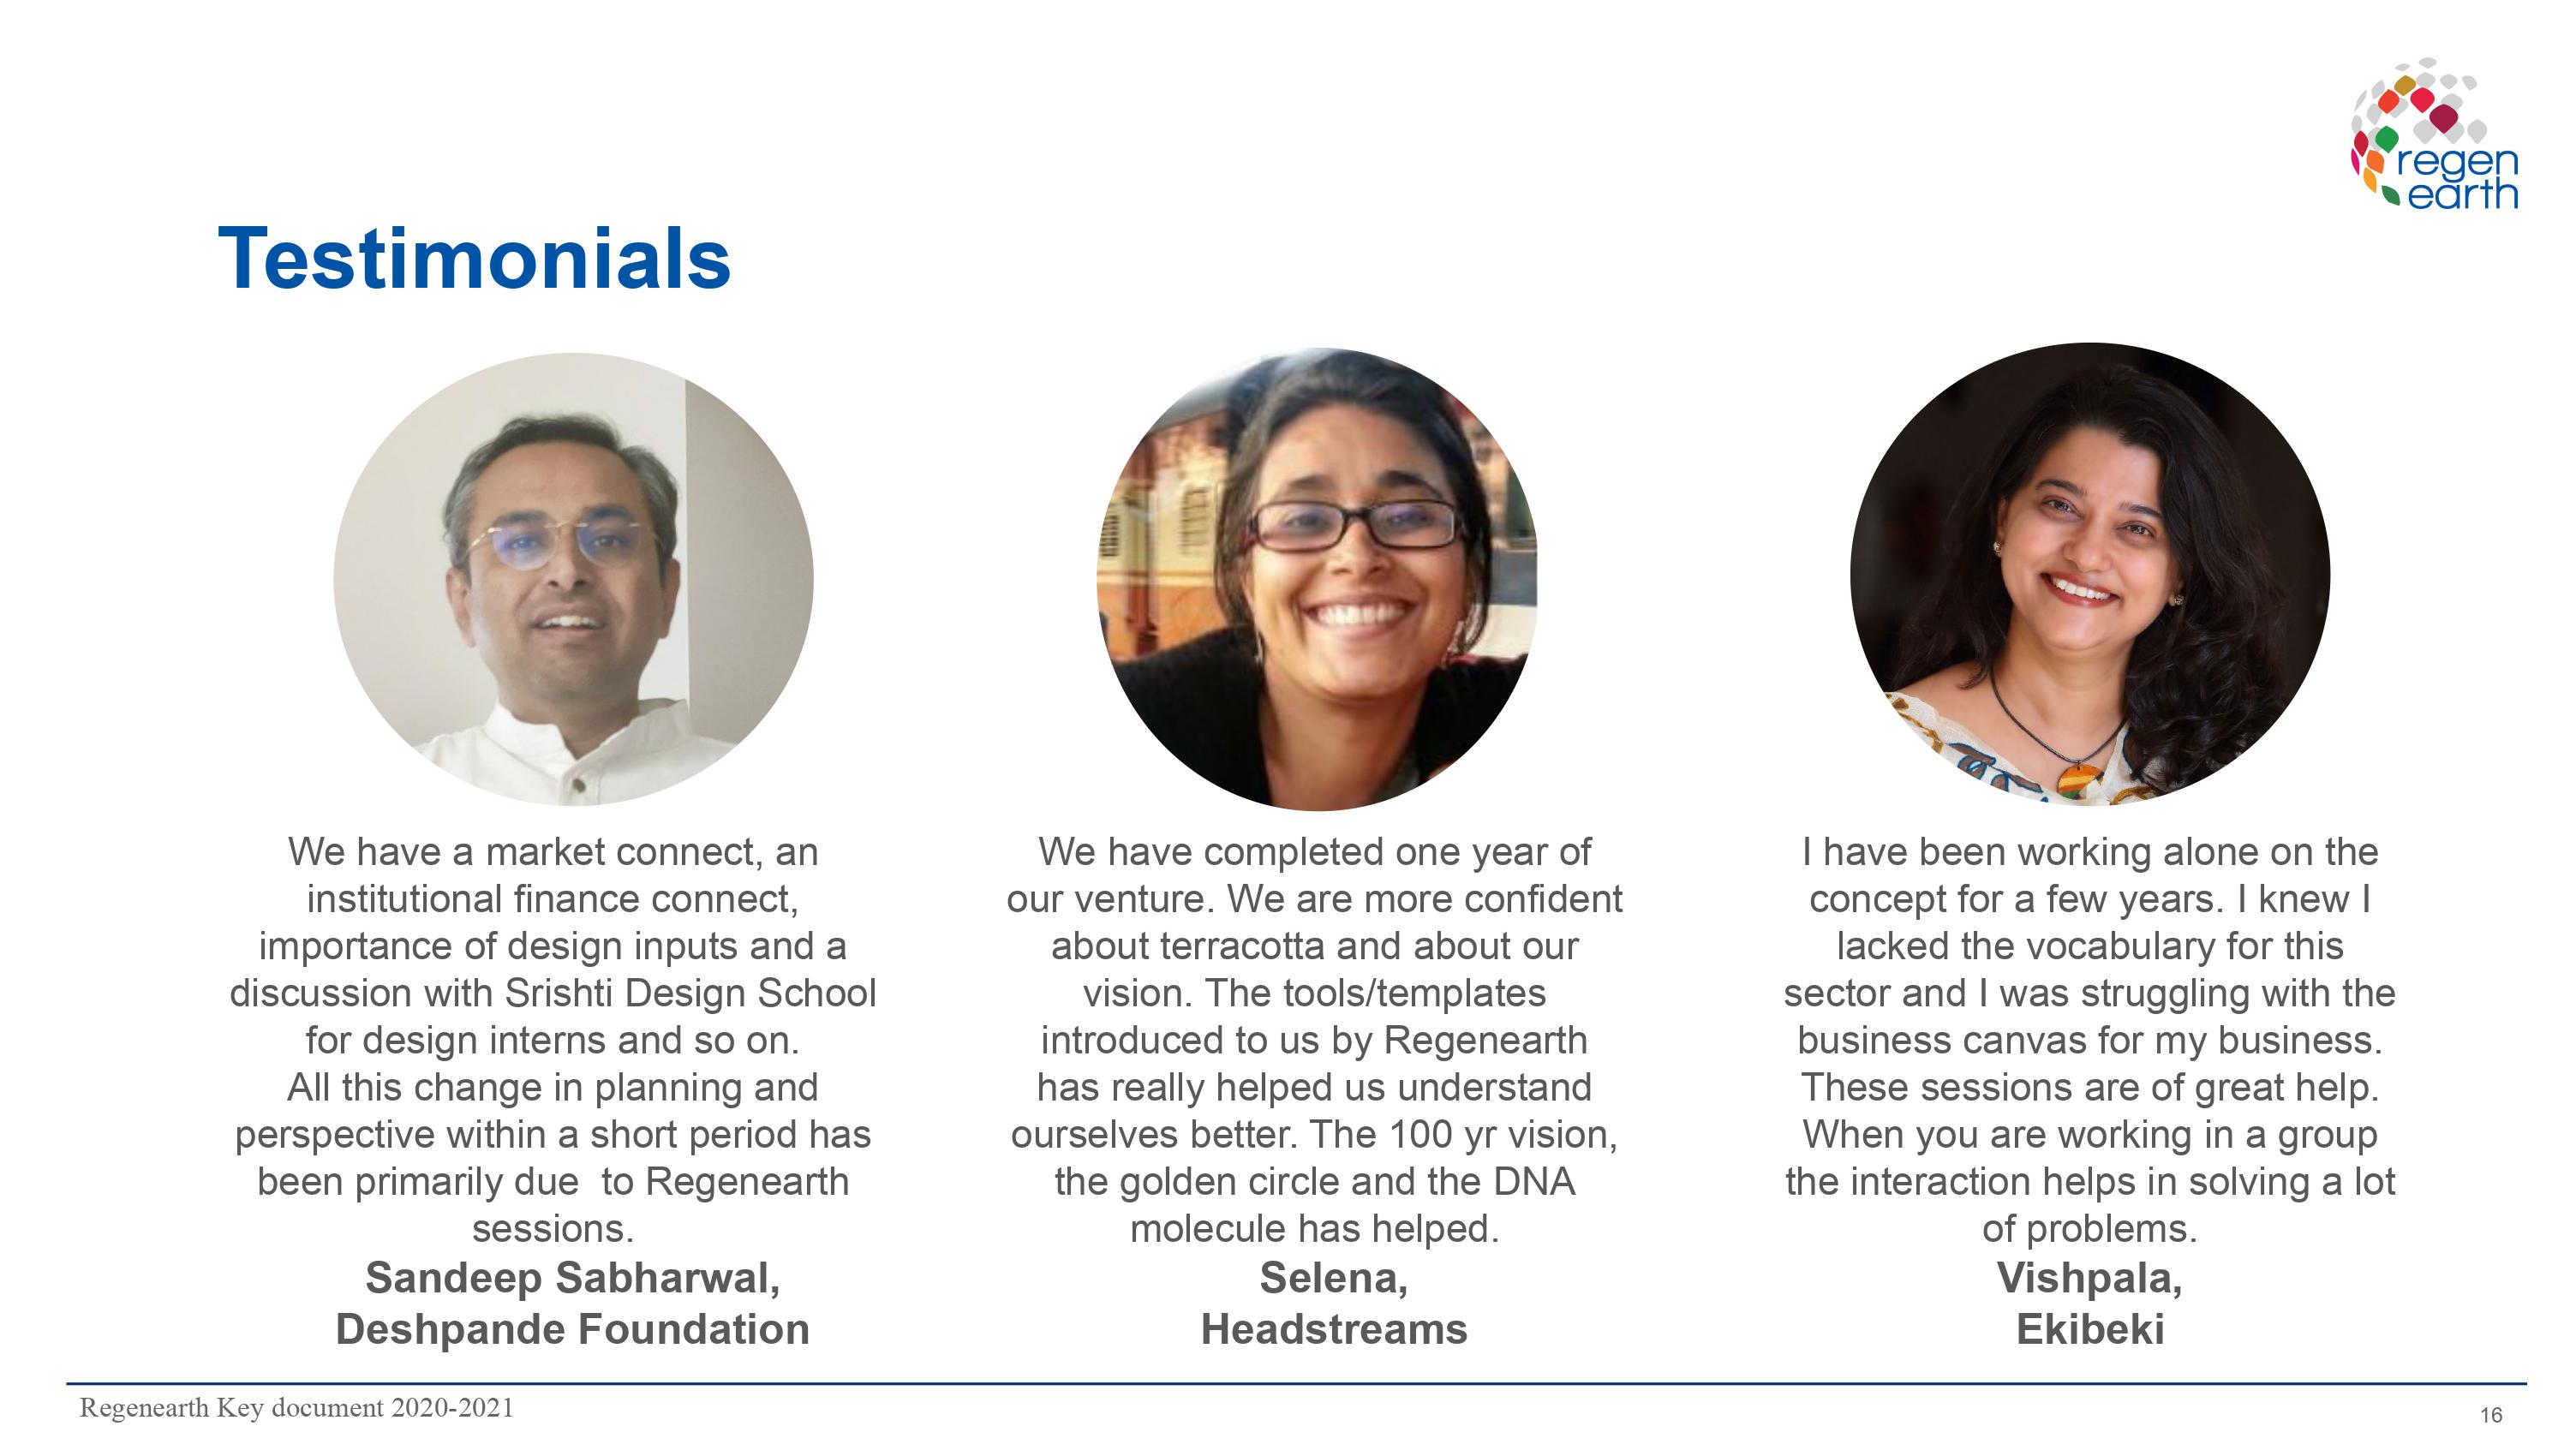 regen
earth
Testimonials
We have a market connect, an
institutional finance connect,
importance of design inputs and a
discussion with Srishti Design School
for design interns and so on.
All this change in planning and
perspective within a short period has
been primarily due  to Regenearth
sessions.
Sandeep Sabharwal,
Deshpande Foundation
We have completed one year of
our venture. We are more confident
about terracotta and about our
vision. The tools/templates
introduced to us by Regenearth
has really helped us understand
ourselves better. The 100 yr vision,
the golden circle and the DNA
molecule has helped.
Selena,
Headstreams
I have been working alone on the
concept for a few years. I knew I
lacked the vocabulary for this
sector and I was struggling with the
business canvas for my business.
These sessions are of great help.
When you are working in a group
the interaction helps in solving a lot
of problems.
Vishpala,
Ekibeki
Regenearth Key document 2020-2021
16